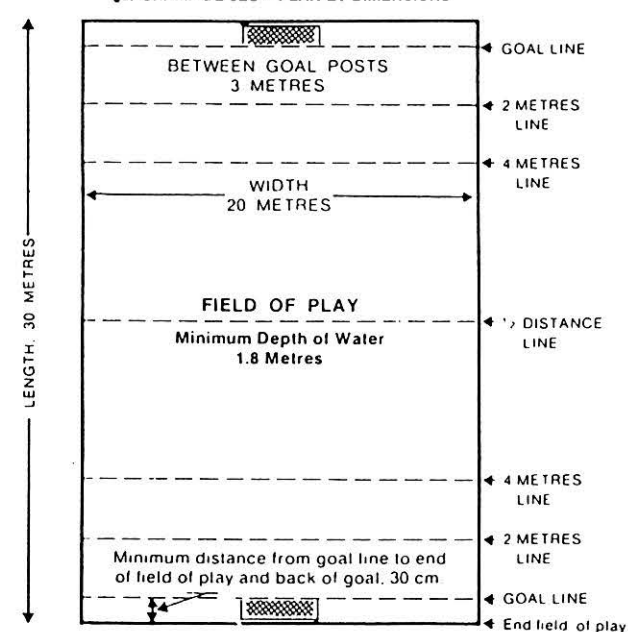 GOAL LINE
BETWEEN GOAL POSTS
3 METRES
2 METRES
LINE
4 METRES
LINE
WIDTH
20 METRES
LENGTH, 30 METRES
FIELD OF PLAY
½ DISTANCE
LINE
Minimum Depth of Water
1.8 Metres
4 METRES
LINE
2 METRES
LINE
Minimum distance from goal line to end
of field of play and back of goal, 30 cm
GOAL LINE
End field of play